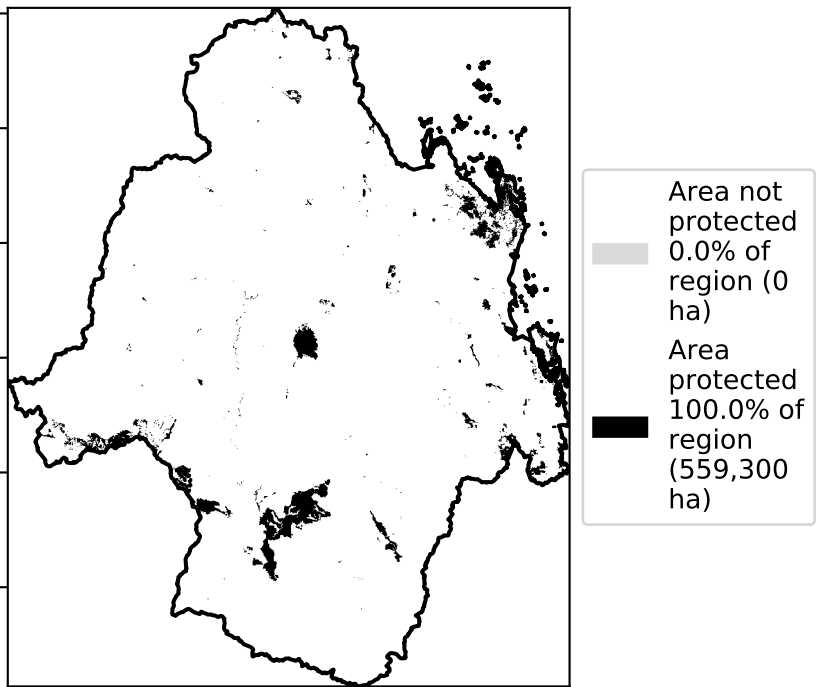 Area not
protected
0.0% of
region (0
ha)
Area
protected
100.0% of
region
(559,300
ha)